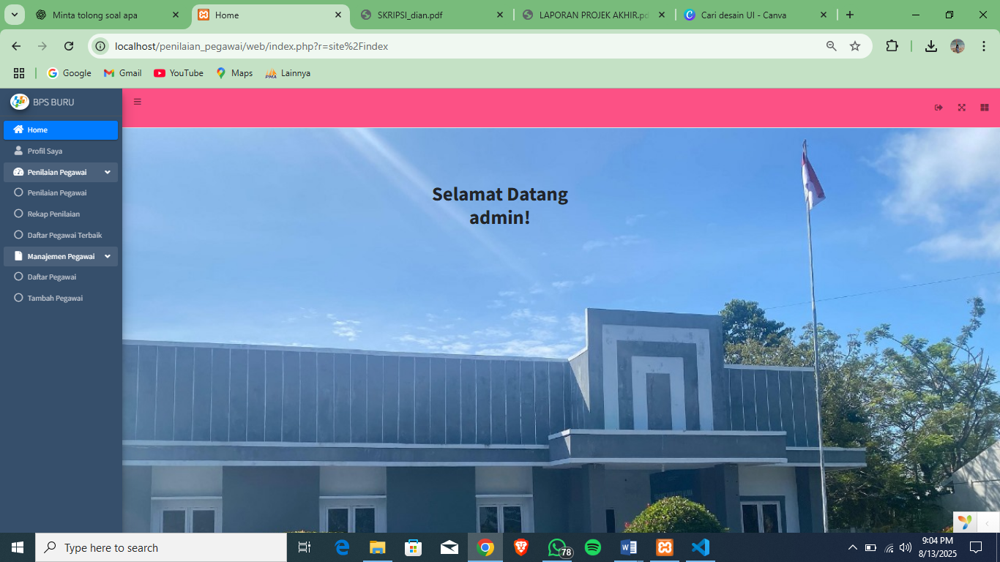 Minta tolong soal apa
Home
SKRIPSI_dian.pdf
LAPORAN PROJEK AKHIR.pd
Cari desain UI - Canva
localhost/penilaian_pegawai/web/index.php?r=site%2Findex
Google
Gmail
YouTube
Maps
PMA
Lainnya
BPS BURU
Home
Profil Saya
Penilaian Pegawai
Penilaian Pegawai
Rekap Penilaian
Daftar Pegawai Terbaik
Manajemen Pegawai
Daftar Pegawai
Tambah Pegawai
Selamat Datang
admin!
Type here to search
78
9:04 PM
8/13/2025